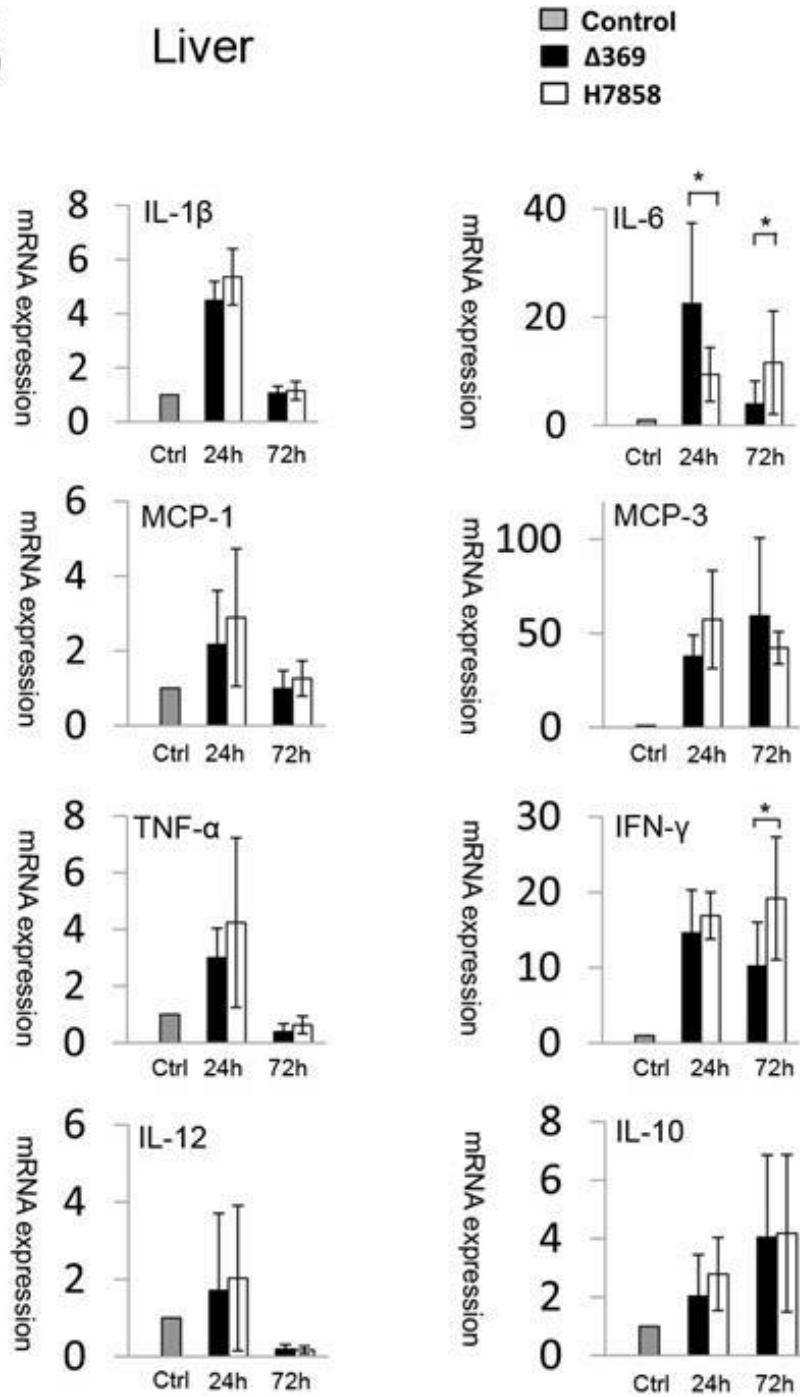 Liver
Control
Δ369
H7858
IL-1β
mRNA expression
8
6
4
2
0
Ctrl 24h 72h
*
*
IL-6
mRNA expression
40
20
0
Ctrl 24h 72h
MCP-1
mRNA expression
6
4
2
0
Ctrl 24h 72h
MCP-3
mRNA expression
100
50
0
Ctrl 24h 72h
TNF-α
mRNA expression
8
6
4
2
0
Ctrl 24h 72h
*
IFN-γ
mRNA expression
30
20
10
0
Ctrl 24h 72h
IL-12
mRNA expression
6
4
2
0
Ctrl 24h 72h
IL-10
mRNA expression
8
6
4
2
0
Ctrl 24h 72h